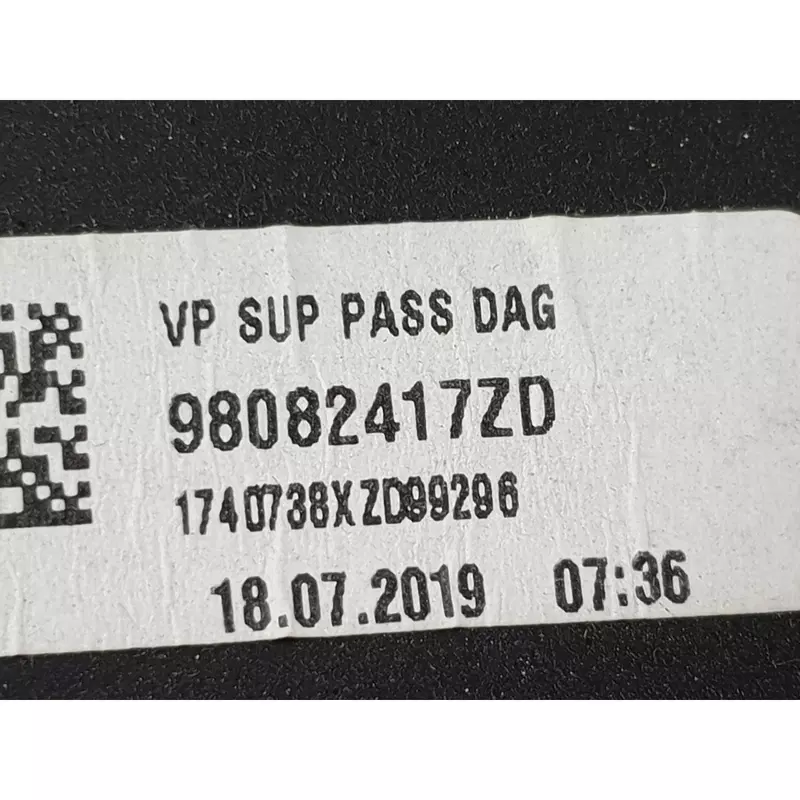 VP SUP PASS DAG
98082417ZD
1740738XZD99296
18.07.2019 07:36